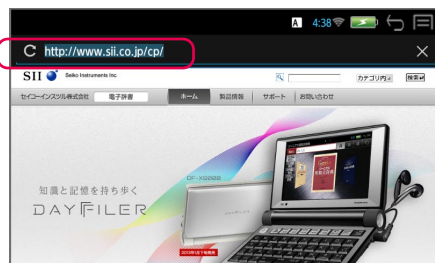 A 4:38
http://www.sii.co.jp/cp/
SII Seiko Instruments Inc
カテゴリ内 検索
セイコーインスツル株式会社 電子辞書 ホーム 製品情報 サポート お問い合わせ
DF-X9000
知識と記憶を持ち歩く
DAYFILER
DAYFILER